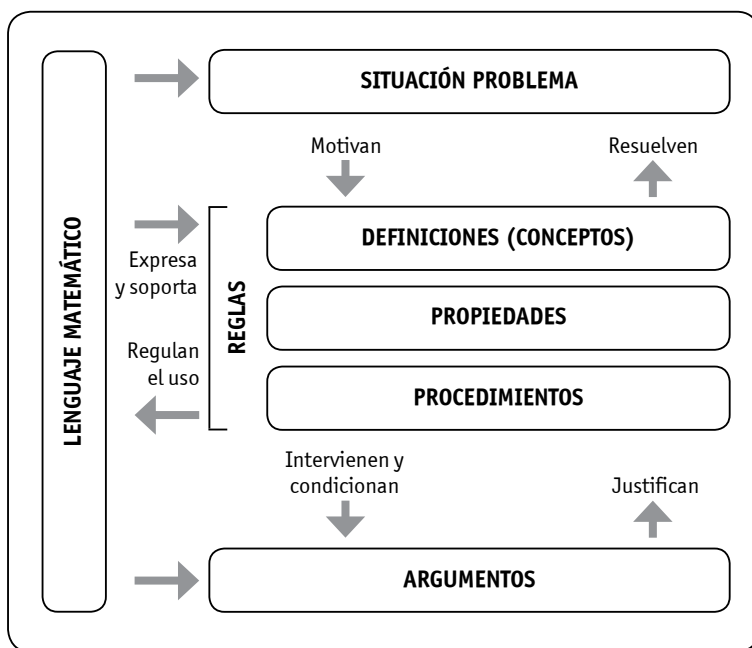 LENGUAJE MATEMÁTICO
SITUACIÓN PROBLEMA
Motivan
Resuelven
Expresa
y soporta
Regulan
el uso
REGLAS
DEFINICIONES (CONCEPTOS)
PROPIEDADES
PROCEDIMIENTOS
Intervienen y
condicionan
Justifican
ARGUMENTOS